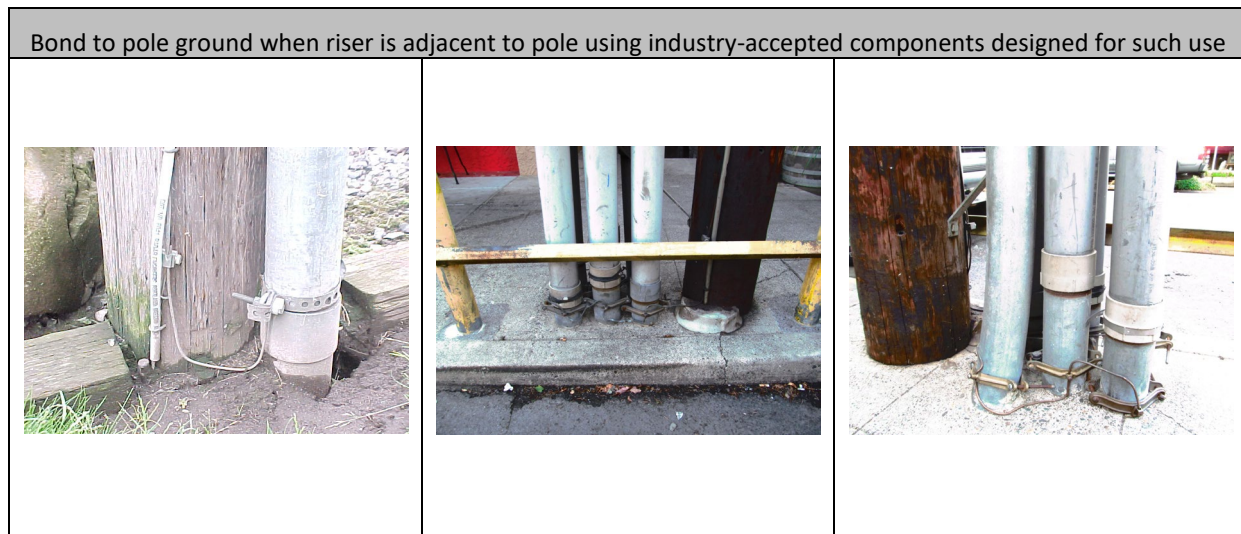 Bond to pole ground when riser is adjacent to pole using industry-accepted components designed for such use